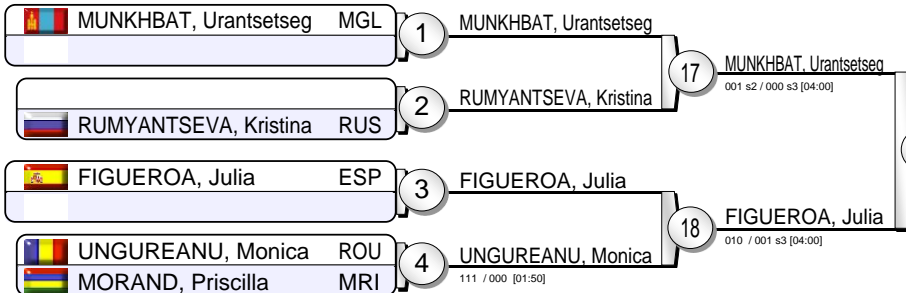 MUNKHBAT, Urantsetseg MGL
1
MUNKHBAT, Urantsetseg
17
MUNKHBAT, Urantsetseg
001 s2 / 000 s3 [04:00]
2
RUMYANTSEVA, Kristina
RUMYANTSEVA, Kristina RUS
FIGUEROA, Julia ESP
3
FIGUEROA, Julia
18
FIGUEROA, Julia
010 / 001 s3 [04:00]
UNGUREANU, Monica ROU
4
UNGUREANU, Monica
111 / 000 [01:50]
MORAND, Priscilla MRI